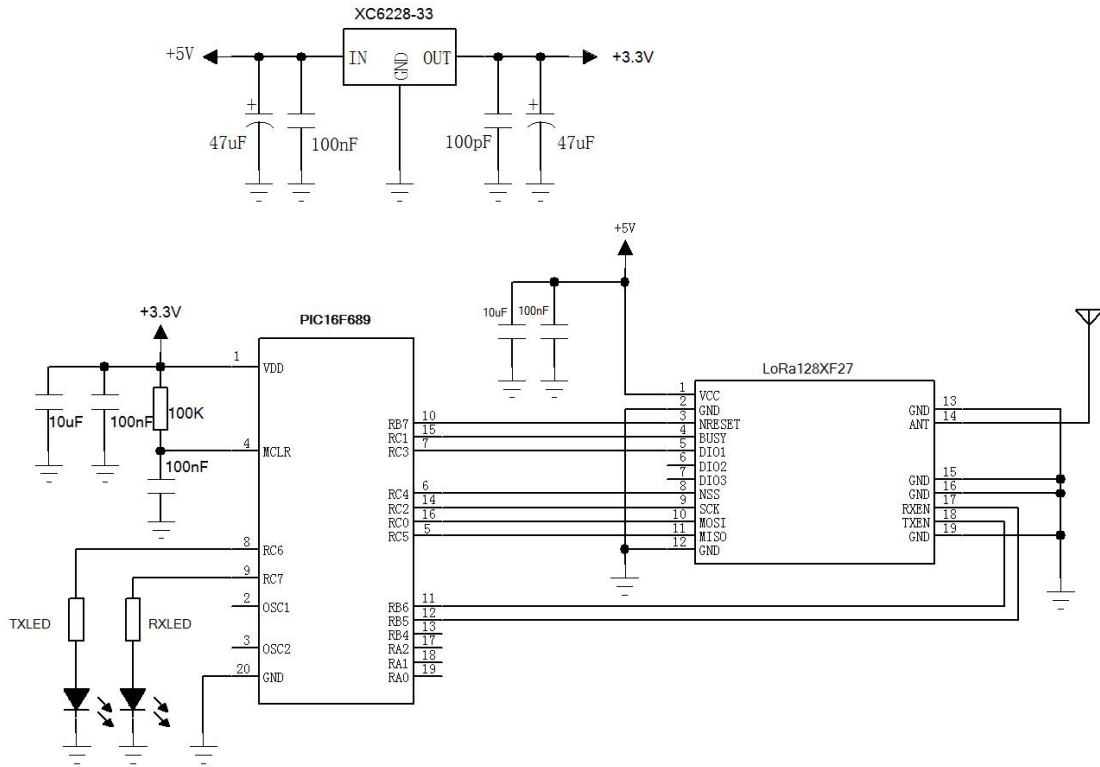 XC6228-33
+5V
IN
GND
OUT
+3.3V
+
47uF
100nF
100pF
+
47uF
+5V
10uF
100nF
+3.3V
PIC16F689
LoRa128XF27
1
VDD
10uF
100nF
100K
4
MCLR
100nF
8
RC6
9
RC7
2
OSC1
3
OSC2
20
GND
TXLED
RXLED
RB7
10
RC1
15
RC3
7
RC4
6
RC2
14
RC0
16
RC5
5
RB6
11
RB5
12
RB4
13
RA2
17
RA1
18
RA0
19
1
VCC
2
GND
3
NRESET
4
BUSY
5
DIO1
6
DIO2
7
DIO3
8
NSS
9
SCK
10
MOSI
11
MISO
12
GND
GND
13
ANT
14
GND
15
GND
16
RXEN
17
TXEN
18
GND
19